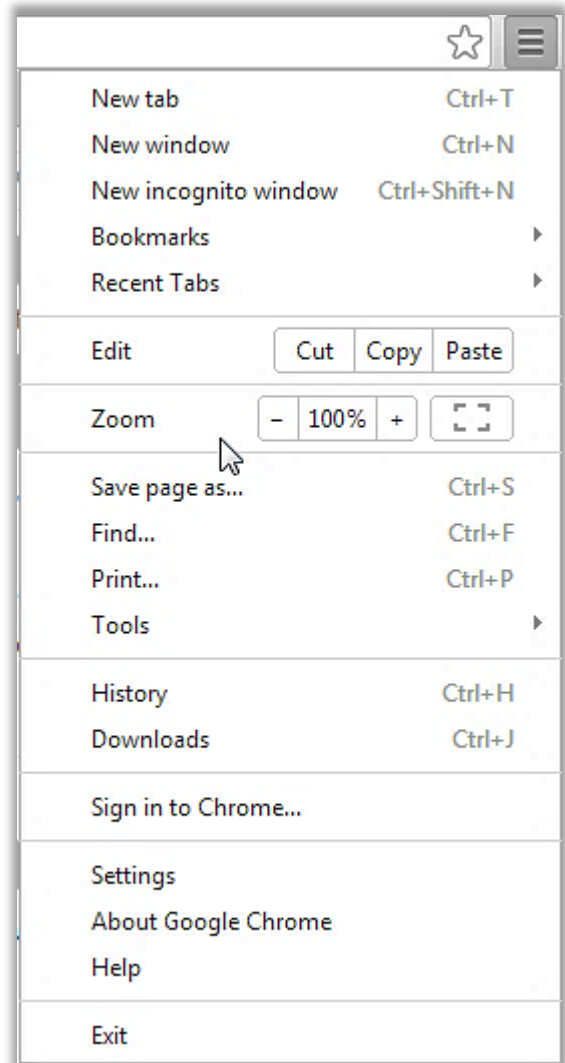 New tab Ctrl+T
New window Ctrl+N
New incognito window Ctrl+Shift+N
Bookmarks
Recent Tabs
Edit Cut Copy Paste
Zoom - 100% +
Save page as... Ctrl+S
Find... Ctrl+F
Print... Ctrl+P
Tools
History Ctrl+H
Downloads Ctrl+J
Sign in to Chrome...
Settings
About Google Chrome
Help
Exit